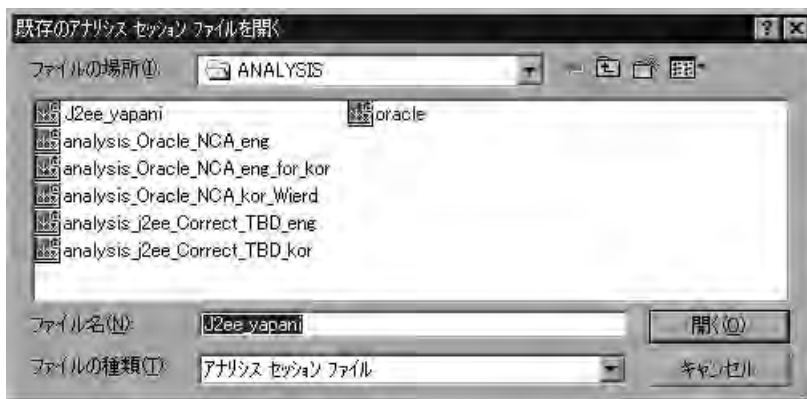 既存のアナリシス セッション ファイルを開く
ファイルの場所(I): ANALYSIS
J2ee_yapani oracle
analysis_Oracle_NCA_eng
analysis_Oracle_NCA_eng_for_kor
analysis_Oracle_NCA_kor_Wierd
analysis_j2ee_Correct_TBD_eng
analysis_j2ee_Correct_TBD_kor
ファイル名(N): J2ee_yapani 開く(O)
ファイルの種類(T): アナリシス セッション ファイル キャンセル